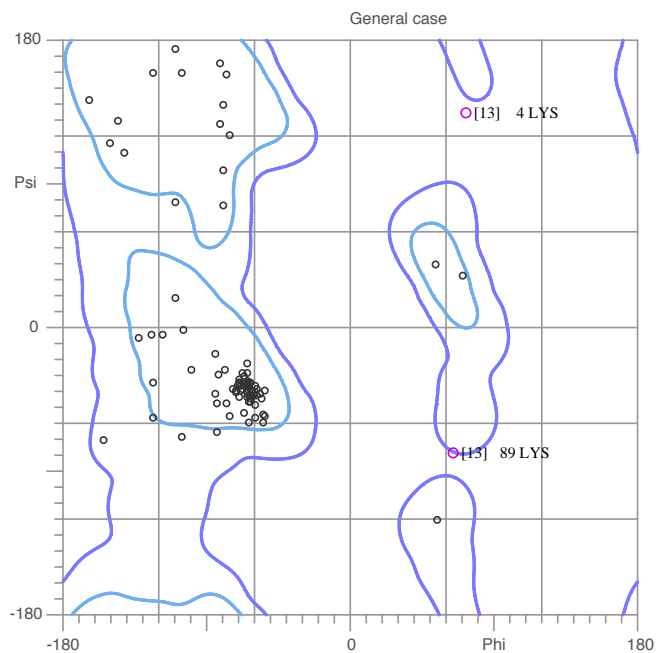 General case
180
[13] 4 LYS
Psi
0
[13] 89 LYS
-180
-180 0 Phi 180